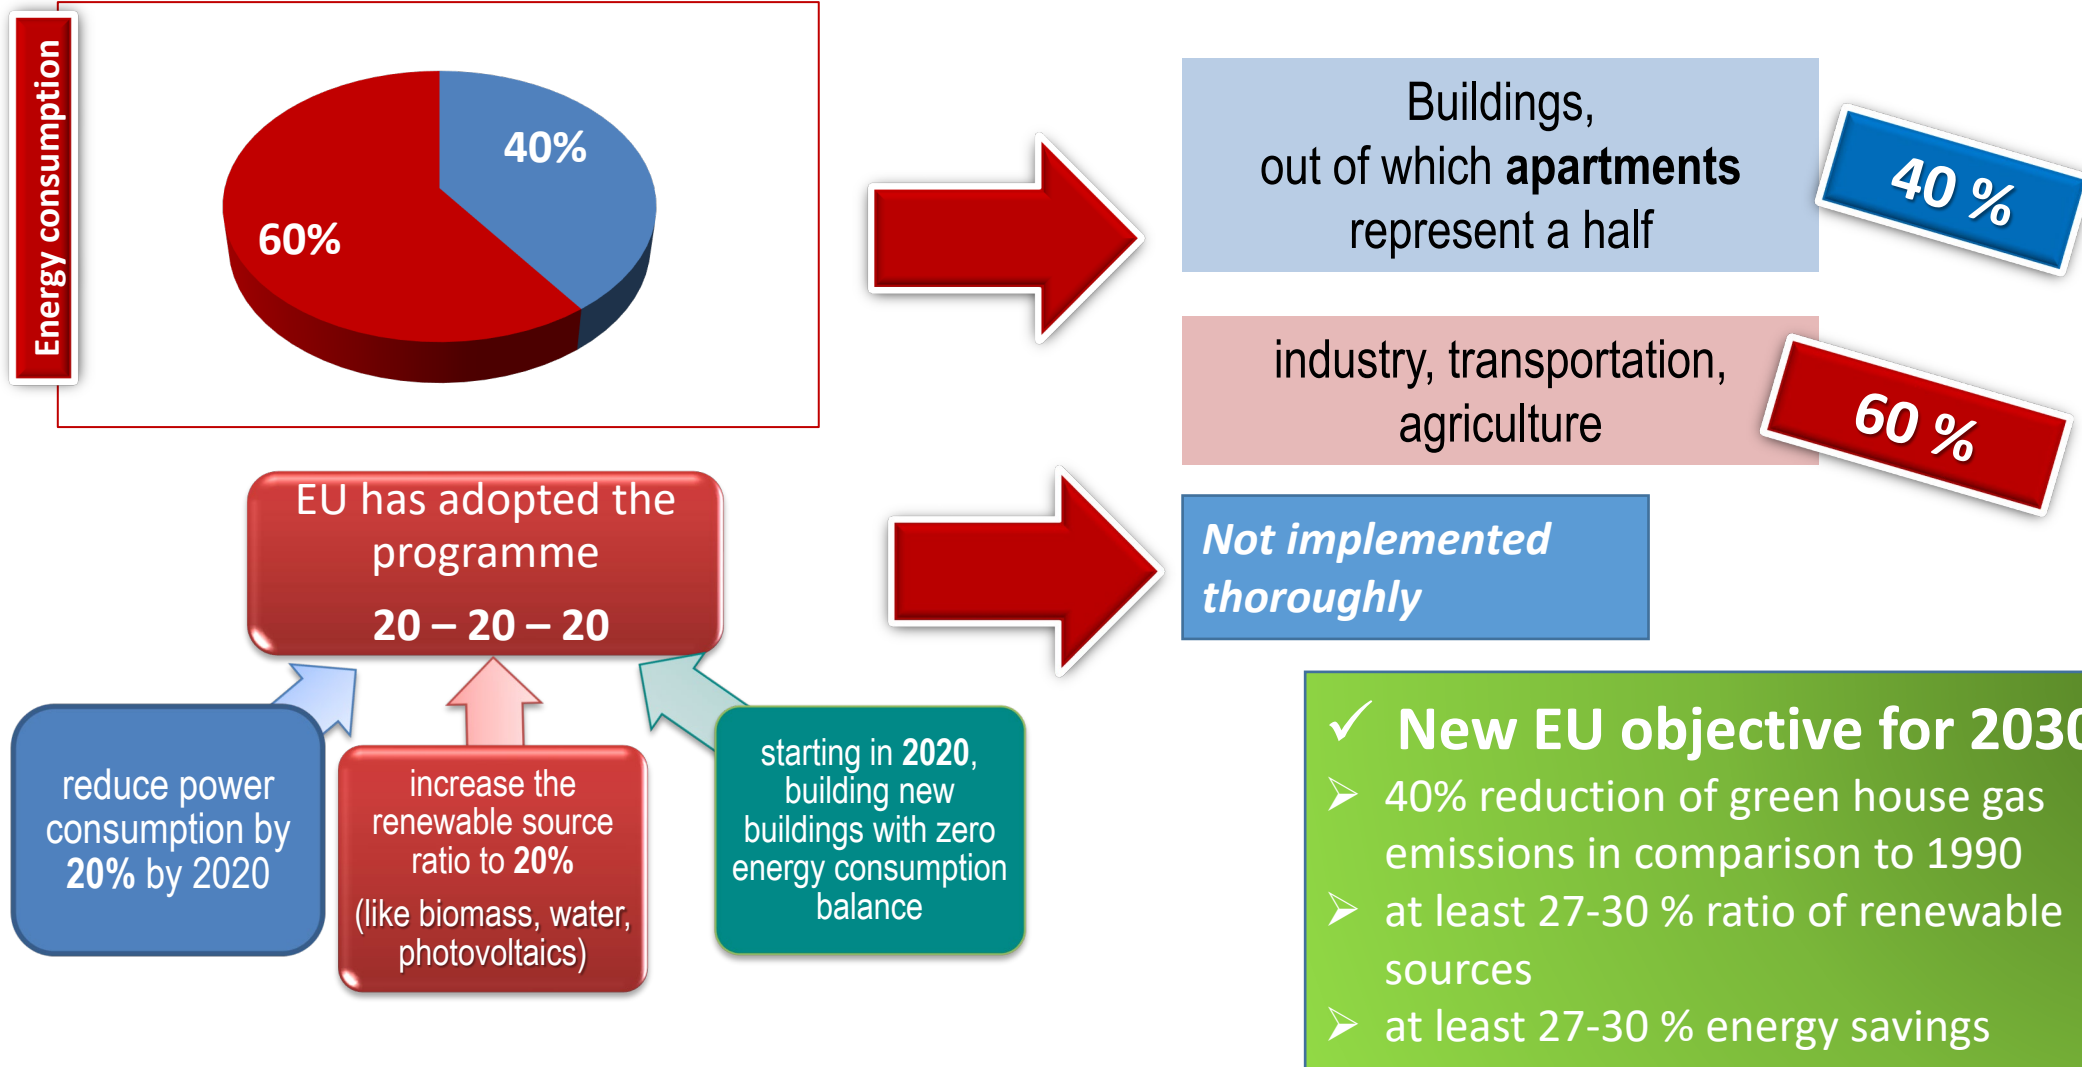 Energy consumption
40%
60%
Buildings,
out of which apartments
represent a half
40 %
industry, transportation,
agriculture
60 %
EU has adopted the
programme
20 – 20 – 20
Not implemented
thoroughly
reduce power
consumption by
20% by 2020
increase the
renewable source
ratio to 20%
(like biomass, water,
photovoltaics)
starting in 2020,
building new
buildings with zero
energy consumption
balance
✓ New EU objective for 2030
➢ 40% reduction of green house gas
emissions in comparison to 1990
➢ at least 27-30 % ratio of renewable
sources
➢ at least 27-30 % energy savings